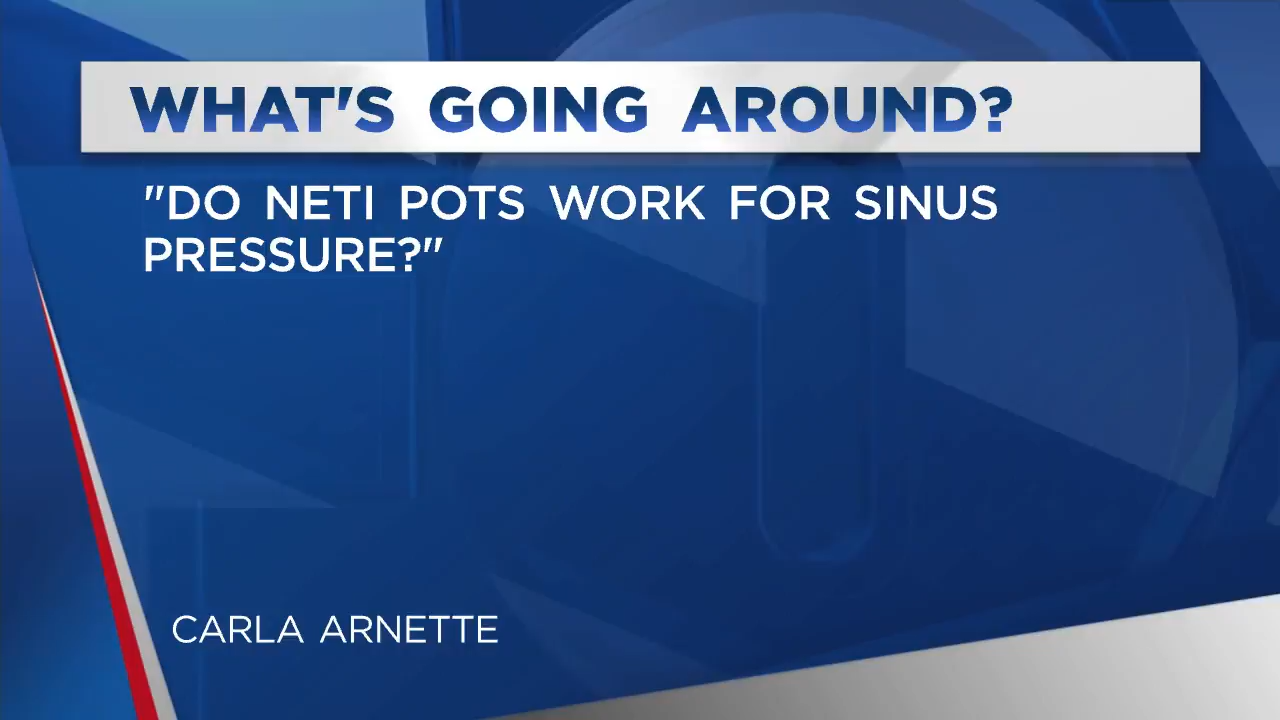 WHAT'S GOING AROUND?
"DO NETI POTS WORK FOR SINUS
PRESSURE?"
CARLA ARNETTE